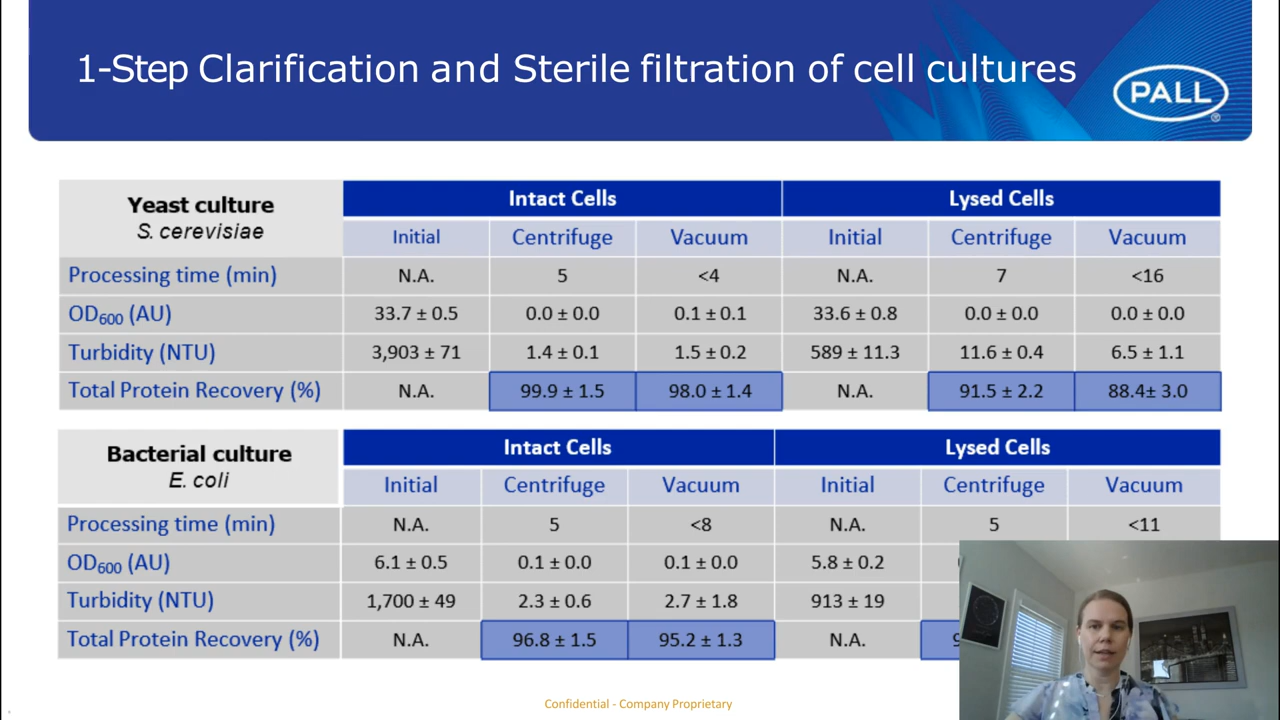 1-Step Clarification and Sterile filtration of cell cultures
PALL
®
Yeast culture
S. cerevisiae
Intact Cells Lysed Cells
Initial Centrifuge Vacuum Initial Centrifuge Vacuum
Processing time (min) N.A. 5 <4 N.A. 7 <16
OD600 (AU) 33.7 ± 0.5 0.0 ± 0.0 0.1 ± 0.1 33.6 ± 0.8 0.0 ± 0.0 0.0 ± 0.0
Turbidity (NTU) 3,903 ± 71 1.4 ± 0.1 1.5 ± 0.2 589 ± 11.3 11.6 ± 0.4 6.5 ± 1.1
Total Protein Recovery (%) N.A. 99.9 ± 1.5 98.0 ± 1.4 N.A. 91.5 ± 2.2 88.4± 3.0
Bacterial culture
E. coli
Intact Cells Lysed Cells
Initial Centrifuge Vacuum Initial Centrifuge Vacuum
Processing time (min) N.A. 5 <8 N.A. 5 <11
OD600 (AU) 6.1 ± 0.5 0.1 ± 0.0 0.1 ± 0.0 5.8 ± 0.2
Turbidity (NTU) 1,700 ± 49 2.3 ± 0.6 2.7 ± 1.8 913 ± 19
Total Protein Recovery (%) N.A. 96.8 ± 1.5 95.2 ± 1.3 N.A.
Confidential - Company Proprietary